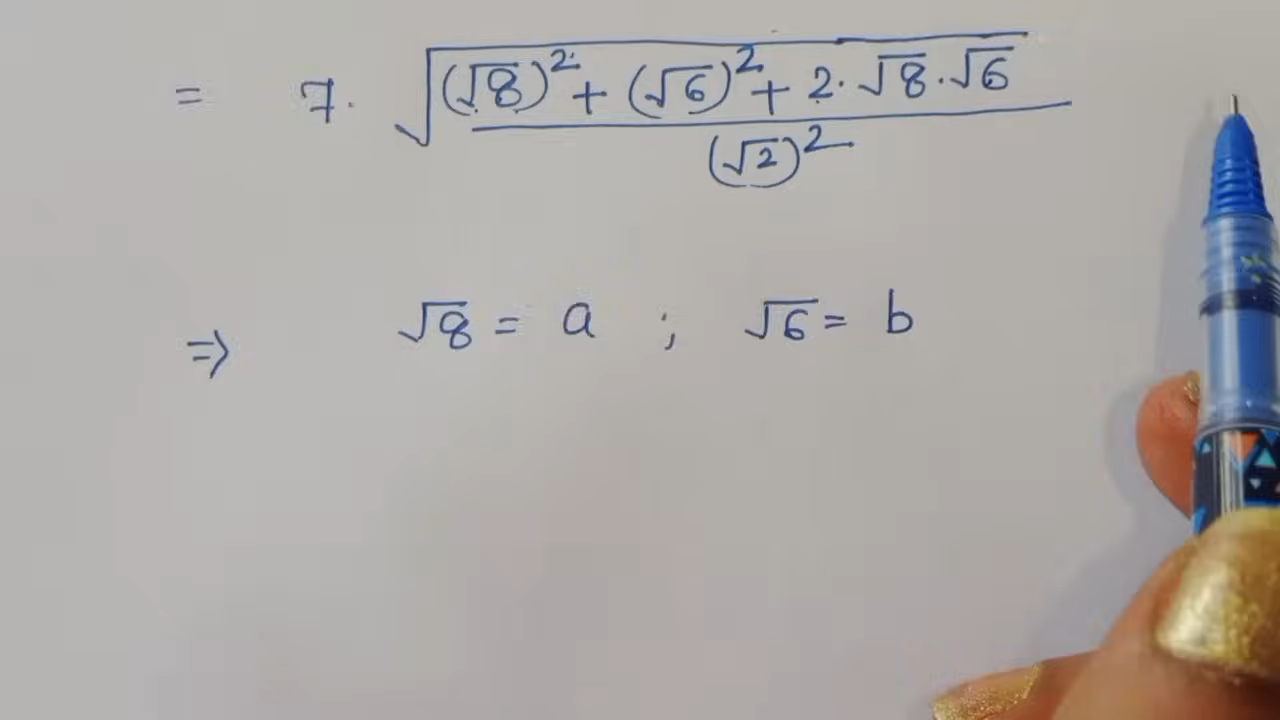 = 7. √((√8)² + (√6)² + 2·√8·√6 / (√2)²)
⇒ √8 = a ; √6 = b